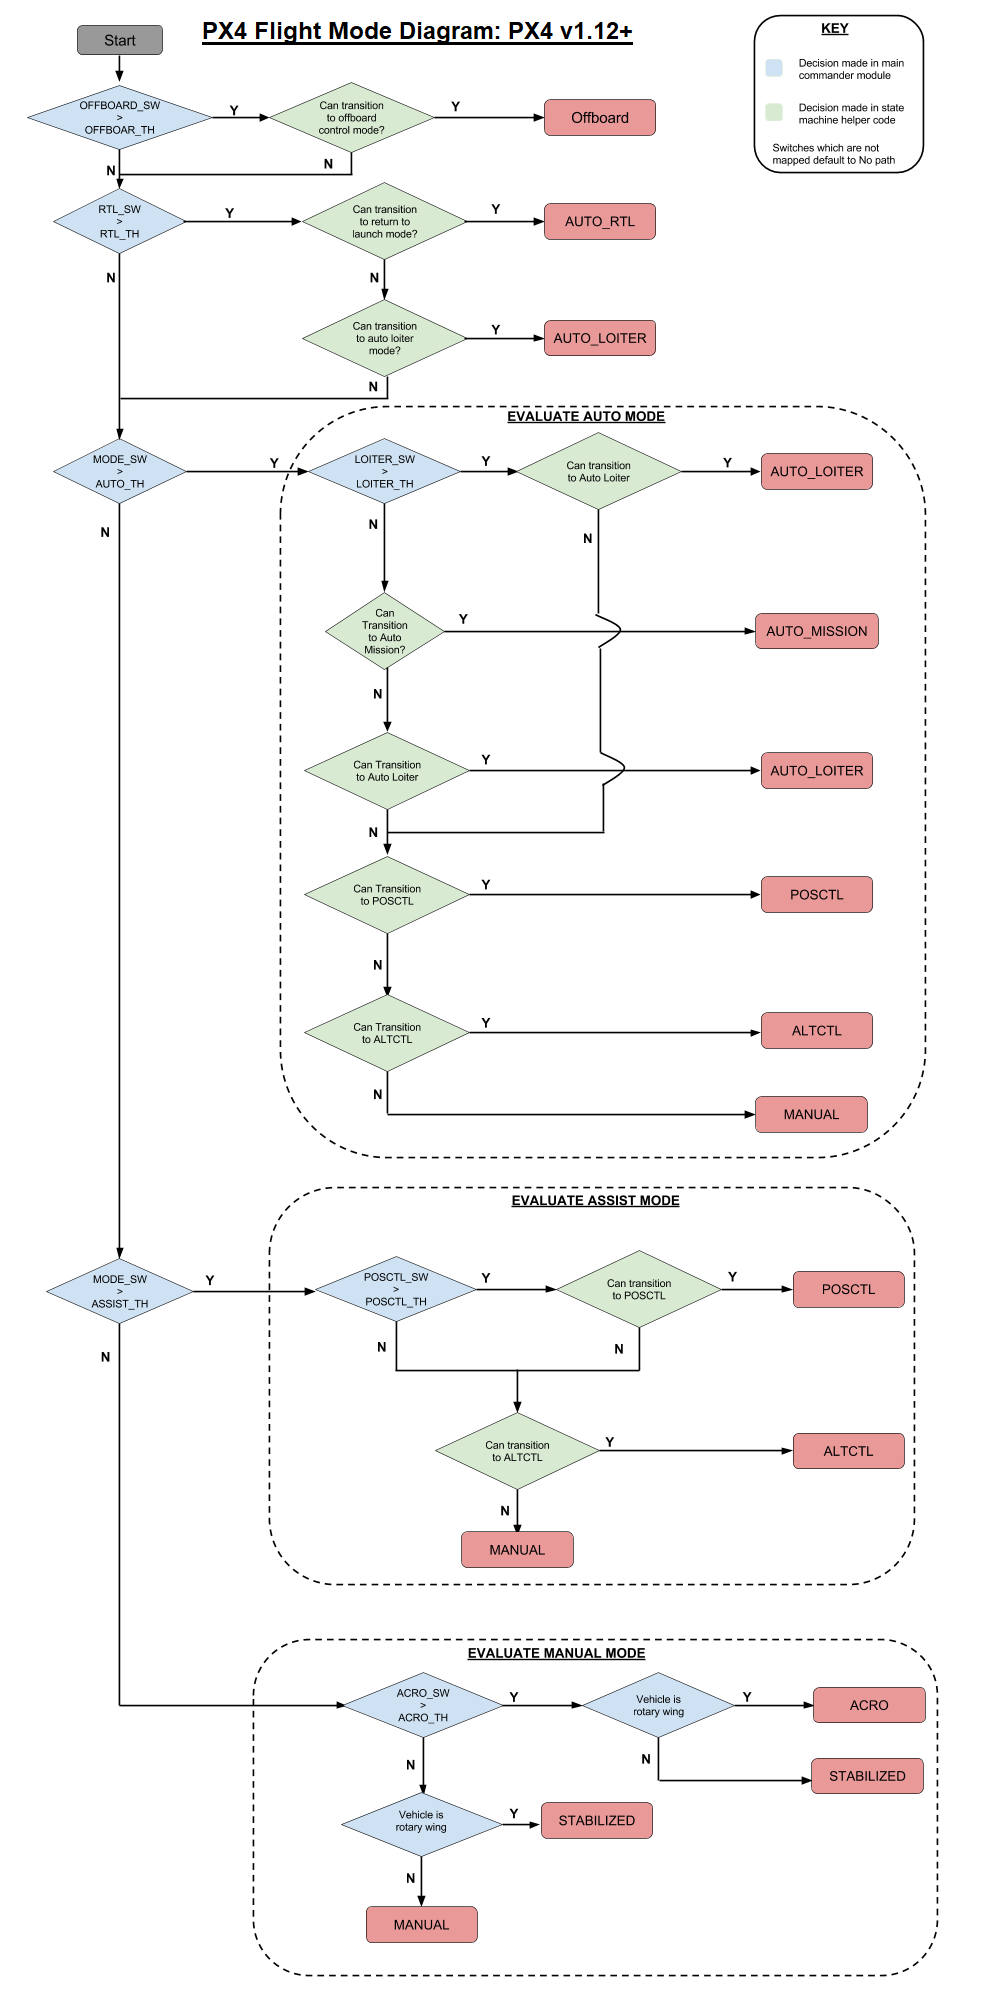 PX4 Flight Mode Diagram: PX4 v1.12+
KEY
Decision made in main
commander module
Decision made in state
machine helper code
Switches which are not
mapped default to No path
Start
OFFBOARD_SW
>
OFFBOAR_TH
Y
Can transition
to offboard
control mode?
Y
Offboard
N
N
RTL_SW
>
RTL_TH
Y
Can transition
to return to
launch mode?
Y
AUTO_RTL
N
N
Can transition
to auto loiter
mode?
Y
AUTO_LOITER
N
EVALUATE AUTO MODE
MODE_SW
>
AUTO_TH
Y
LOITER_SW
>
LOITER_TH
Y
Can transition
to Auto Loiter
Y
AUTO_LOITER
N
N
N
Can
Transition
to Auto
Mission?
Y
AUTO_MISSION
N
Can Transition
to Auto Loiter
Y
AUTO_LOITER
N
Can Transition
to POSCTL
Y
POSCTL
N
Can Transition
to ALTCTL
Y
ALTCTL
N
MANUAL
EVALUATE ASSIST MODE
MODE_SW
>
ASSIST_TH
Y
POSCTL_SW
>
POSCTL_TH
Y
Can transition
to POSCTL
Y
POSCTL
N
N
N
Can transition
to ALTCTL
Y
ALTCTL
N
MANUAL
EVALUATE MANUAL MODE
ACRO_SW
>
ACRO_TH
Y
Vehicle is
rotary wing
Y
ACRO
N
N
STABILIZED
Vehicle is
rotary wing
Y
STABILIZED
N
MANUAL